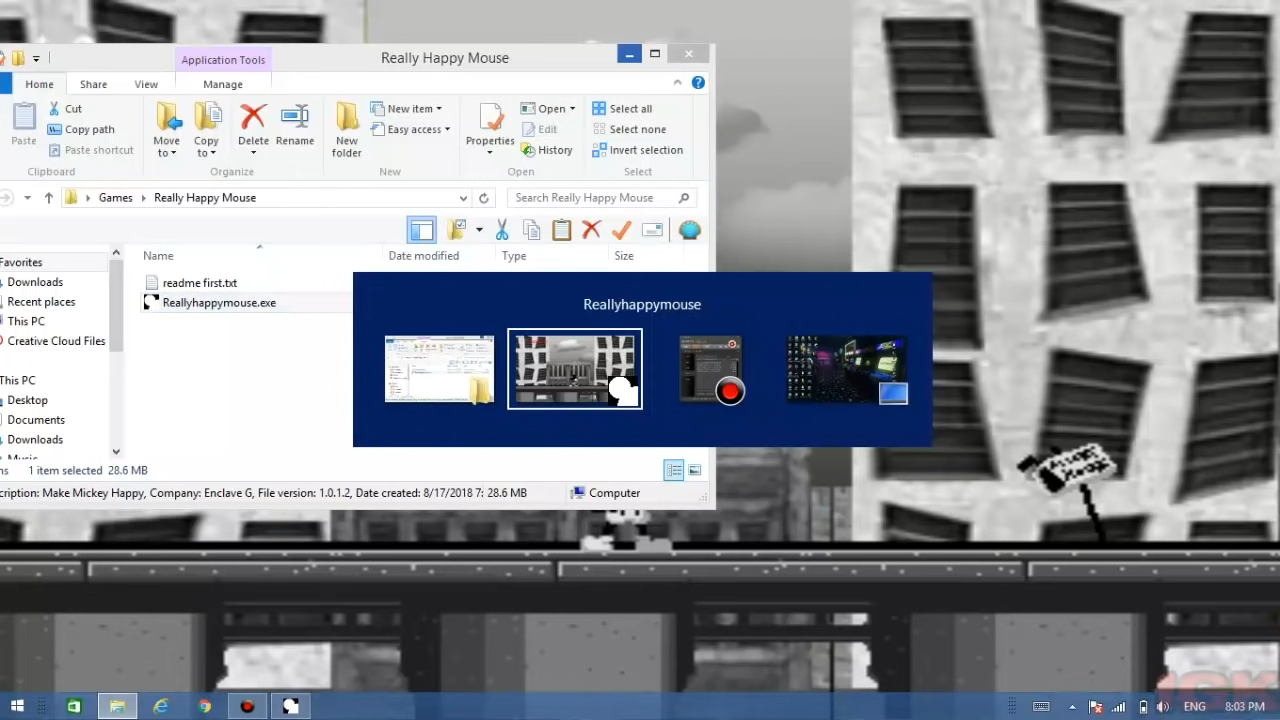 Application Tools
Really Happy Mouse
Home
Share
View
Manage
Paste
Cut
Copy path
Paste shortcut
Clipboard
Move
to
Copy
to
Delete
Rename
Organize
New
folder
New item
Easy access
New
Properties
Open
Edit
History
Open
Select all
Select none
Invert selection
Select
Games
Really Happy Mouse
Search Really Happy Mouse
Name
Date modified
Type
Size
Favorites
Downloads
Recent places
This PC
Creative Cloud Files
This PC
Desktop
Documents
Downloads
readme first.txt
Reallyhappymouse.exe
Reallyhappymouse
1 item selected 28.6 MB
cription: Make Mickey Happy, Company: Enclave G, File version: 1.0.1.2, Date created: 8/17/2018 7: 28.6 MB
Computer
ENG
8:03 PM